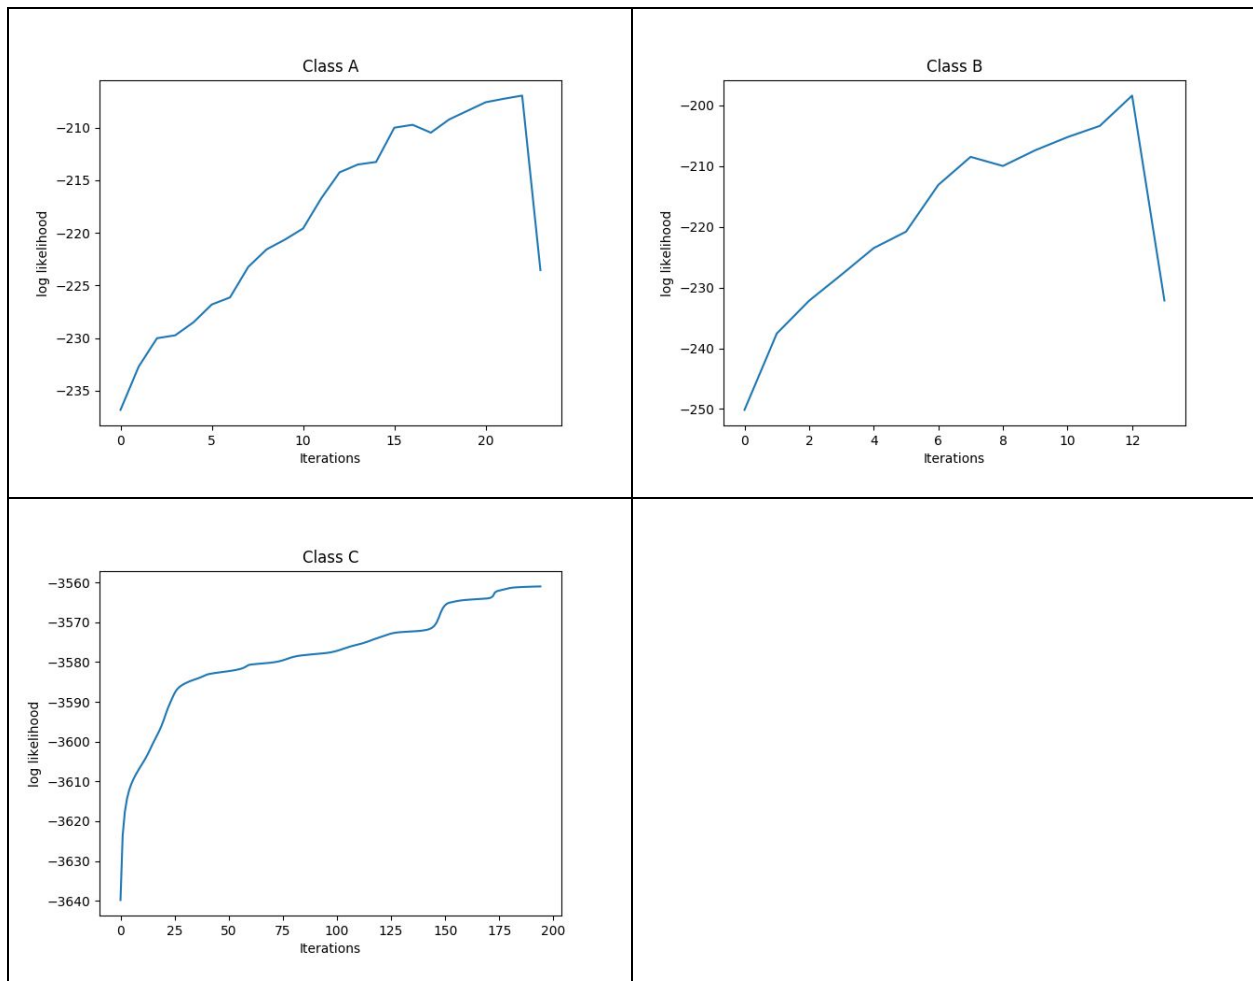 Class A
log likelihood
−210
−215
−220
−225
−230
−235
0 5 10 15 20
Iterations
Class B
log likelihood
−200
−210
−220
−230
−240
−250
0 2 4 6 8 10 12
Iterations
Class C
log likelihood
−3560
−3570
−3580
−3590
−3600
−3610
−3620
−3630
−3640
0 25 50 75 100 125 150 175 200
Iterations